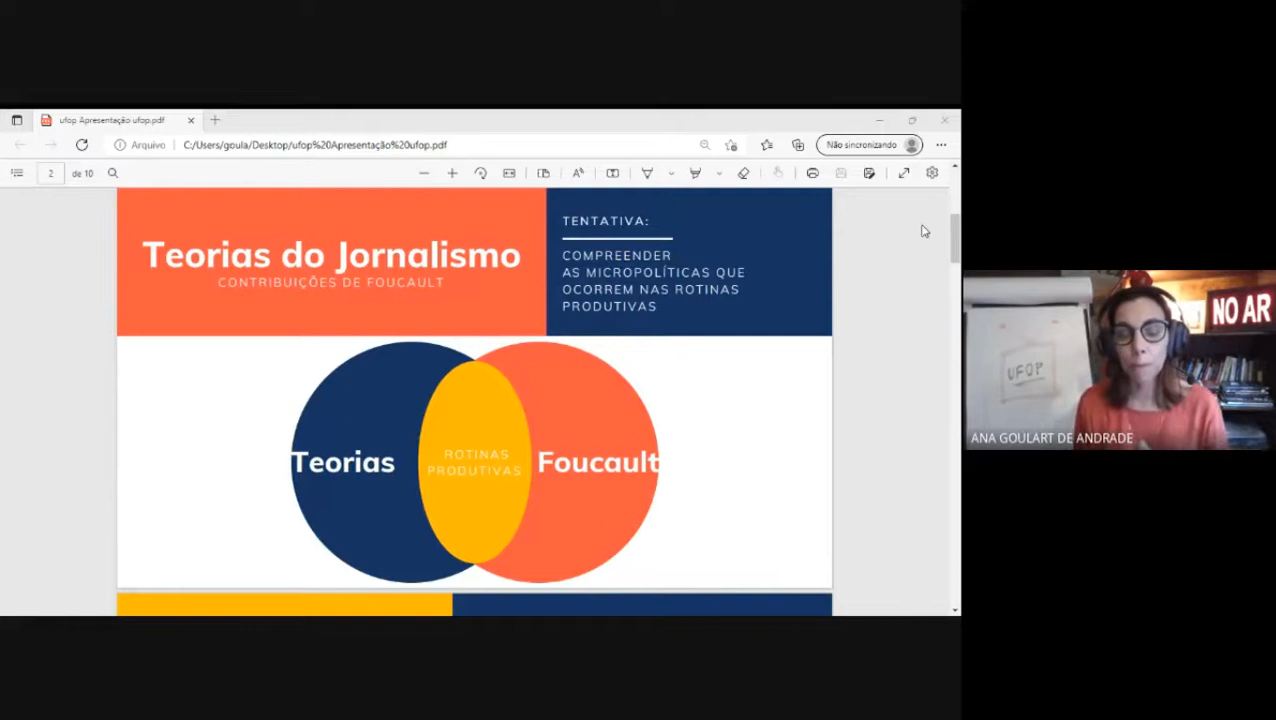 ufop Apresentação ufop.pdf
Arquivo
C:/Users/goula/Desktop/ufop%20Apresentação%20ufop.pdf
Não sincronizando
2
de 10
Teorias do Jornalismo
CONTRIBUIÇÕES DE FOUCAULT
TENTATIVA:
COMPREENDER
AS MICROPOLÍTICAS QUE
OCORREM NAS ROTINAS
PRODUTIVAS
Teorias
ROTINAS
PRODUTIVAS
Foucault
NO AR
UFOP
ANA GOULART DE ANDRADE